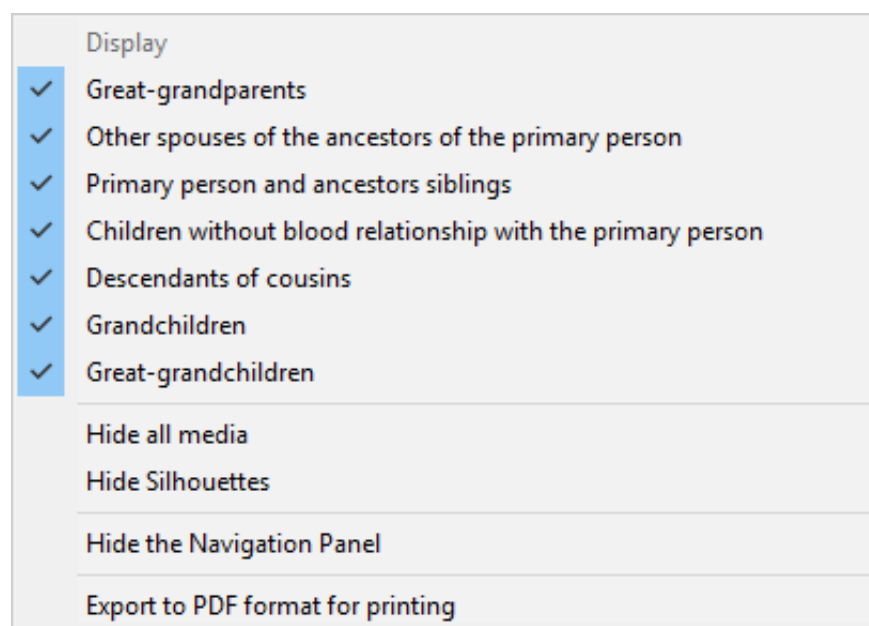 Display
Great-grandparents
Other spouses of the ancestors of the primary person
Primary person and ancestors siblings
Children without blood relationship with the primary person
Descendants of cousins
Grandchildren
Great-grandchildren
Hide all media
Hide Silhouettes
Hide the Navigation Panel
Export to PDF format for printing